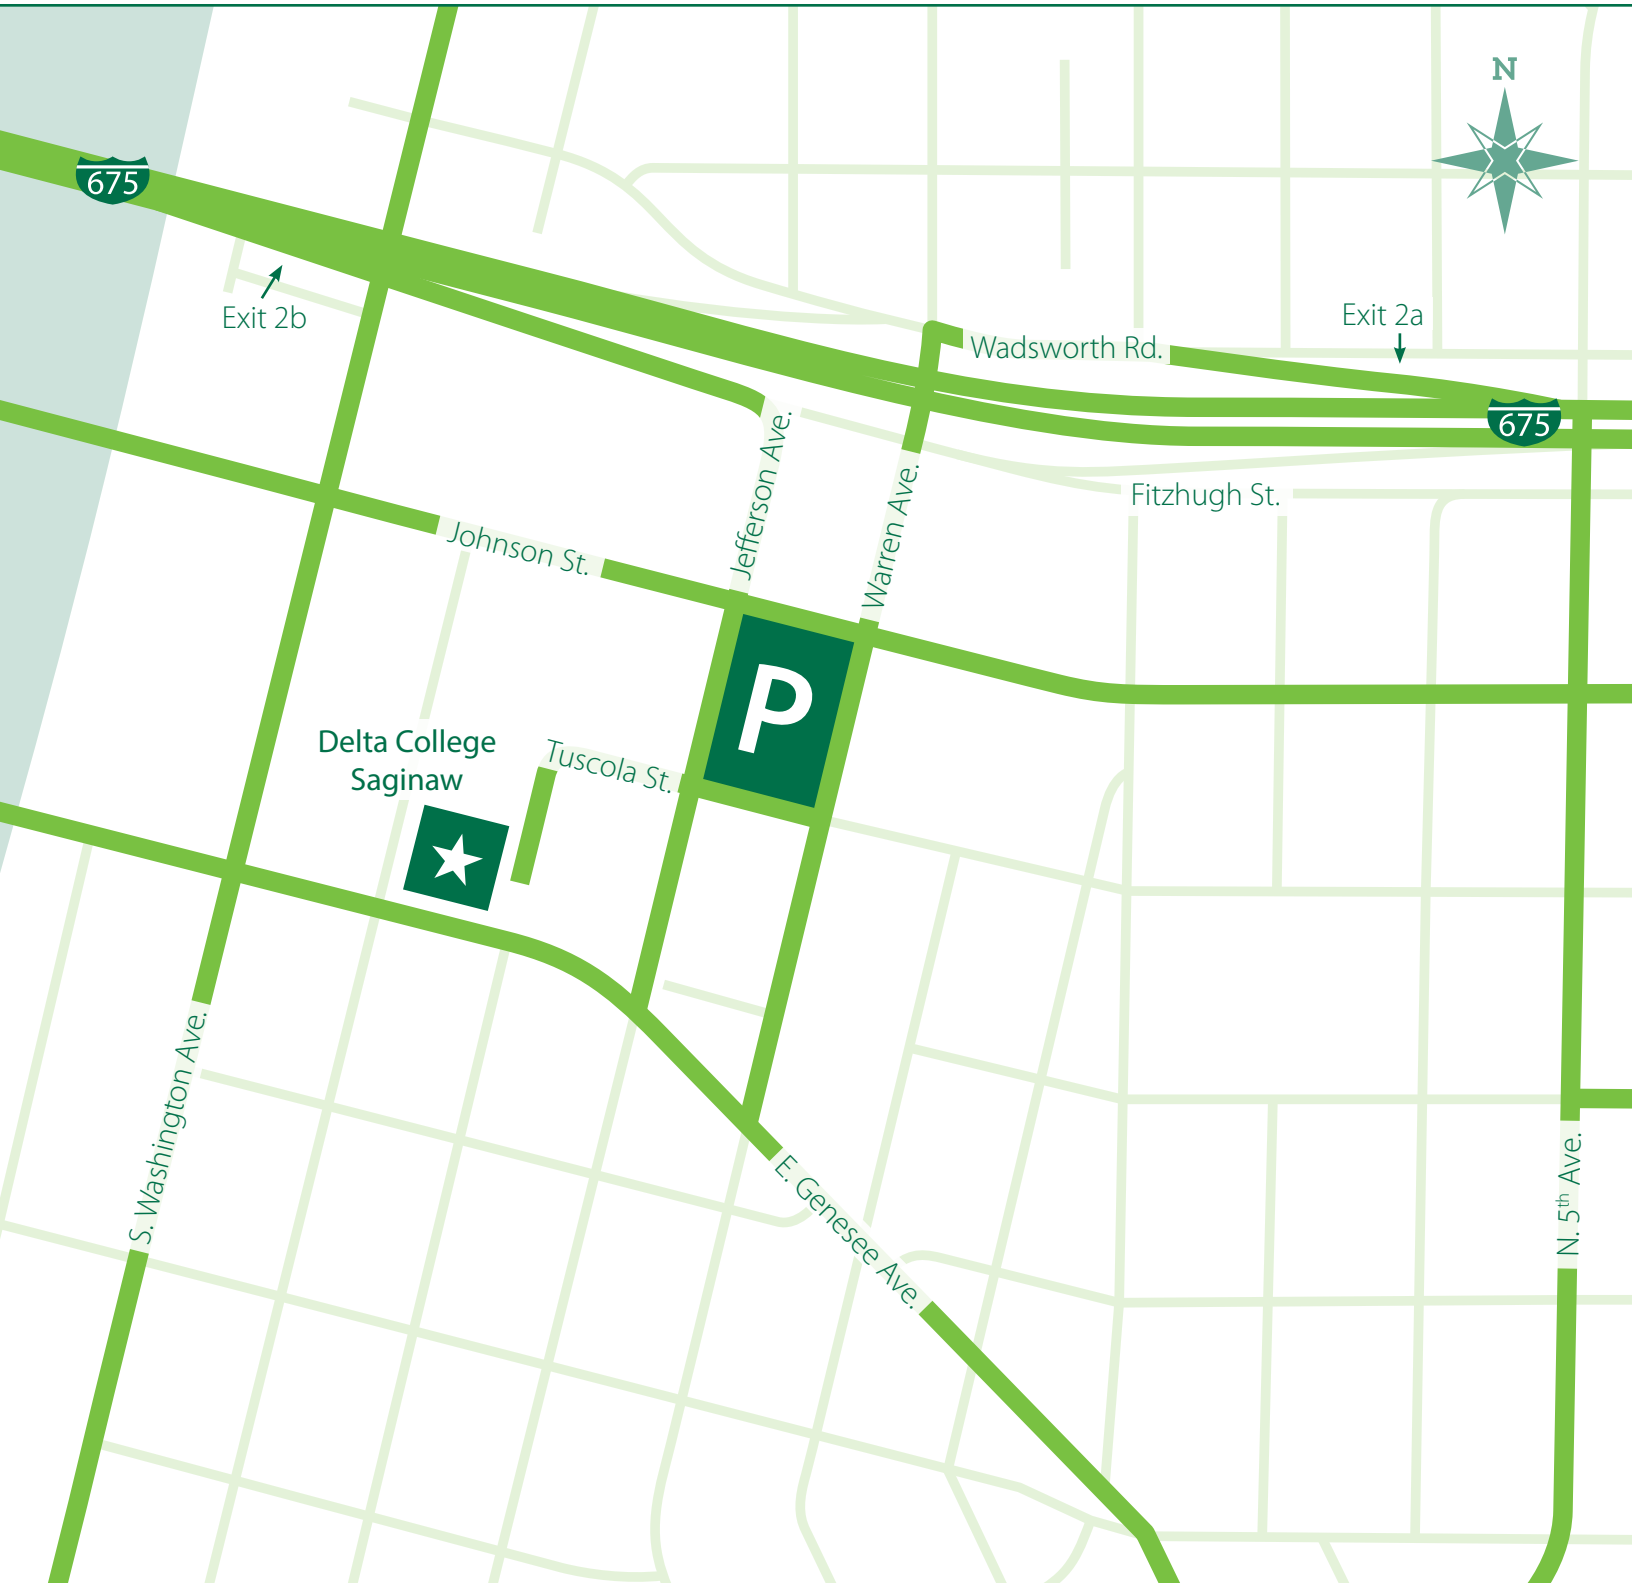 N
675
Exit 2b
Exit 2a
Wadsworth Rd.
675
Jefferson Ave.
Warren Ave.
Fitzhugh St.
Johnson St.
P
Delta College
Saginaw
Tuscola St.
S. Washington Ave.
E. Genesee Ave.
N. 5th Ave.